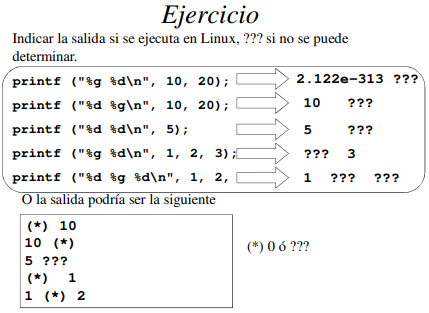 Ejercicio
Indicar la salida si se ejecuta en Linux, ??? si no se puede
determinar.
printf ("%g %d\n", 10, 20); 2.122e-313 ???
printf ("%d %g\n", 10, 20); 10 ???
printf ("%d %d\n", 5); 5 ???
printf ("%g %d\n", 1, 2, 3); ??? 3
printf ("%d %g %d\n", 1, 2, 1 ??? ???
O la salida podría ser la siguiente
(*) 10
10 (*)
5 ???
(*) 1
1 (*) 2
(*) 0 ó ???